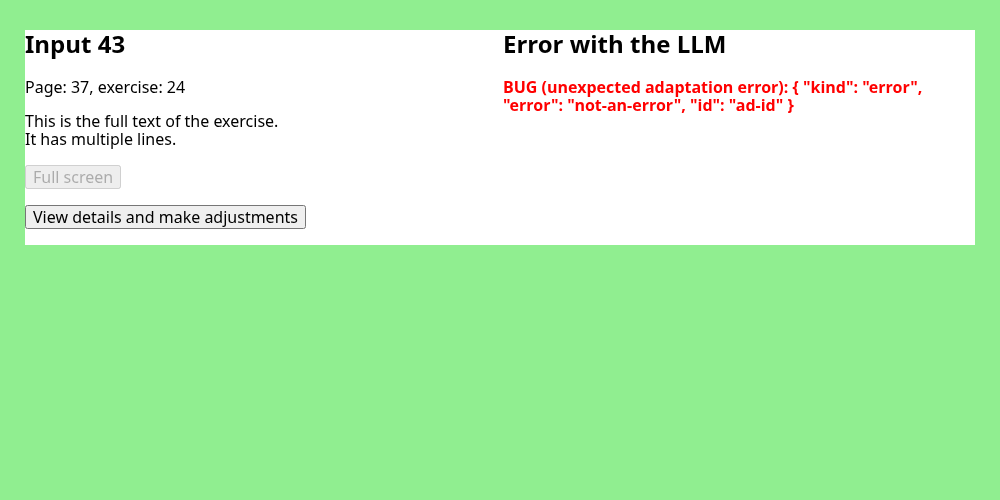 Input 43
Page: 37, exercise: 24
This is the full text of the exercise.
It has multiple lines.
Full screen
View details and make adjustments
Error with the LLM
BUG (unexpected adaptation error): { "kind": "error",
"error": "not-an-error", "id": "ad-id" }